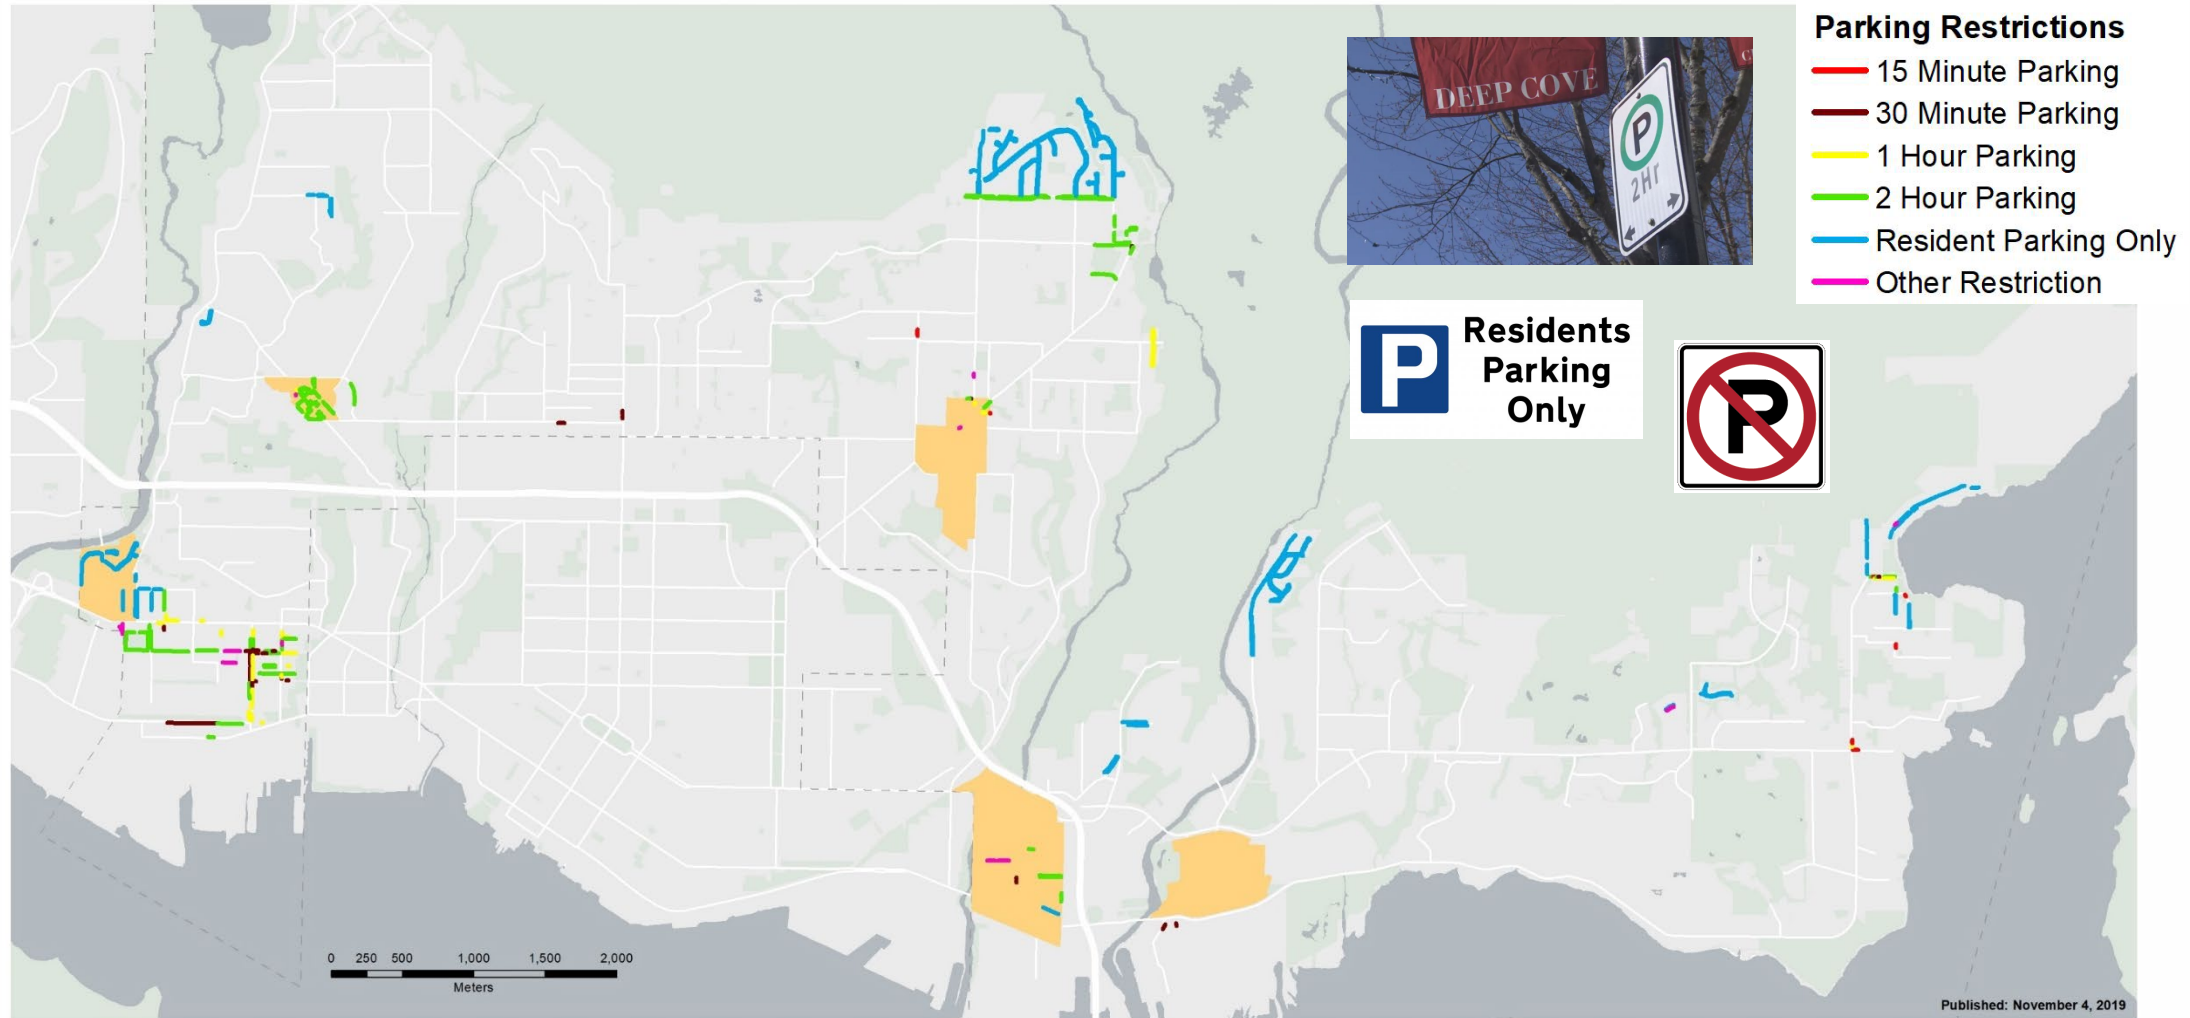 Parking Restrictions
15 Minute Parking
30 Minute Parking
1 Hour Parking
2 Hour Parking
Resident Parking Only
Other Restriction
DEEP COVE
C
P
2Hr
P
Residents
Parking
Only
P
0 250 500 1,000 1,500 2,000
Meters
Published: November 4, 2019